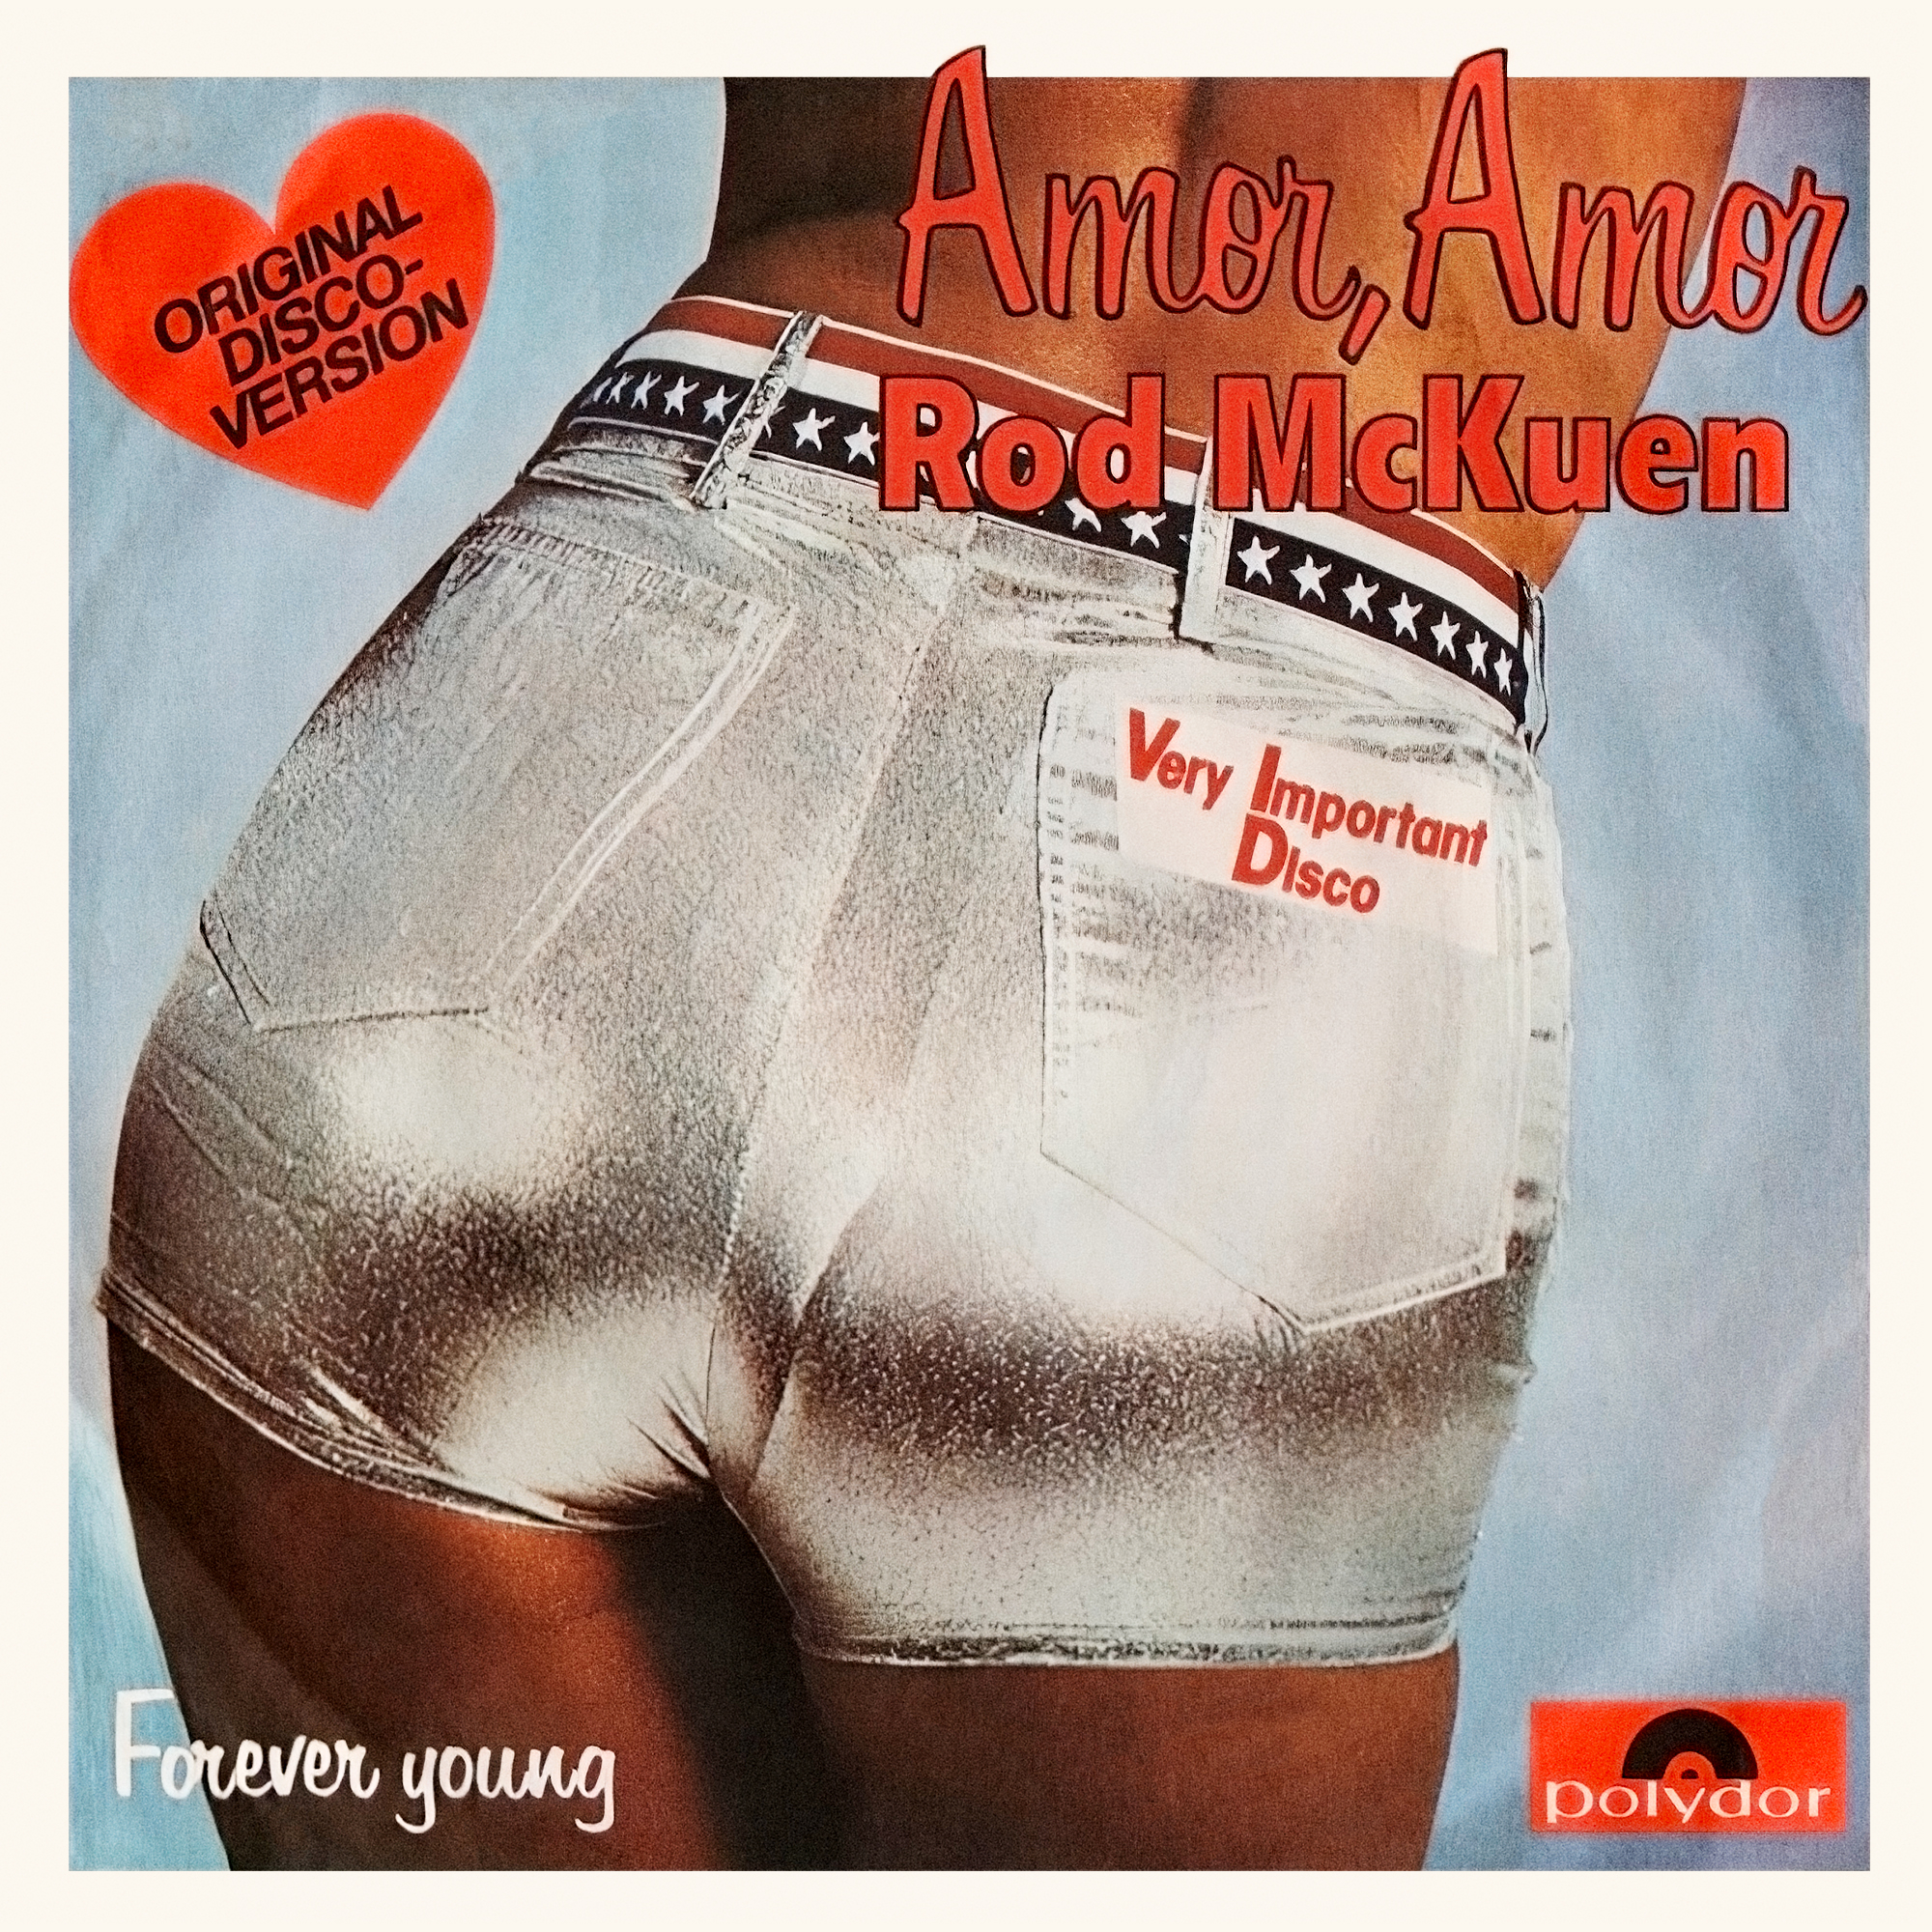 ORIGINAL
DISCO-
VERSION
Amor, Amor
Rod McKuen
Very Important
DIsco
Forever young
polydor